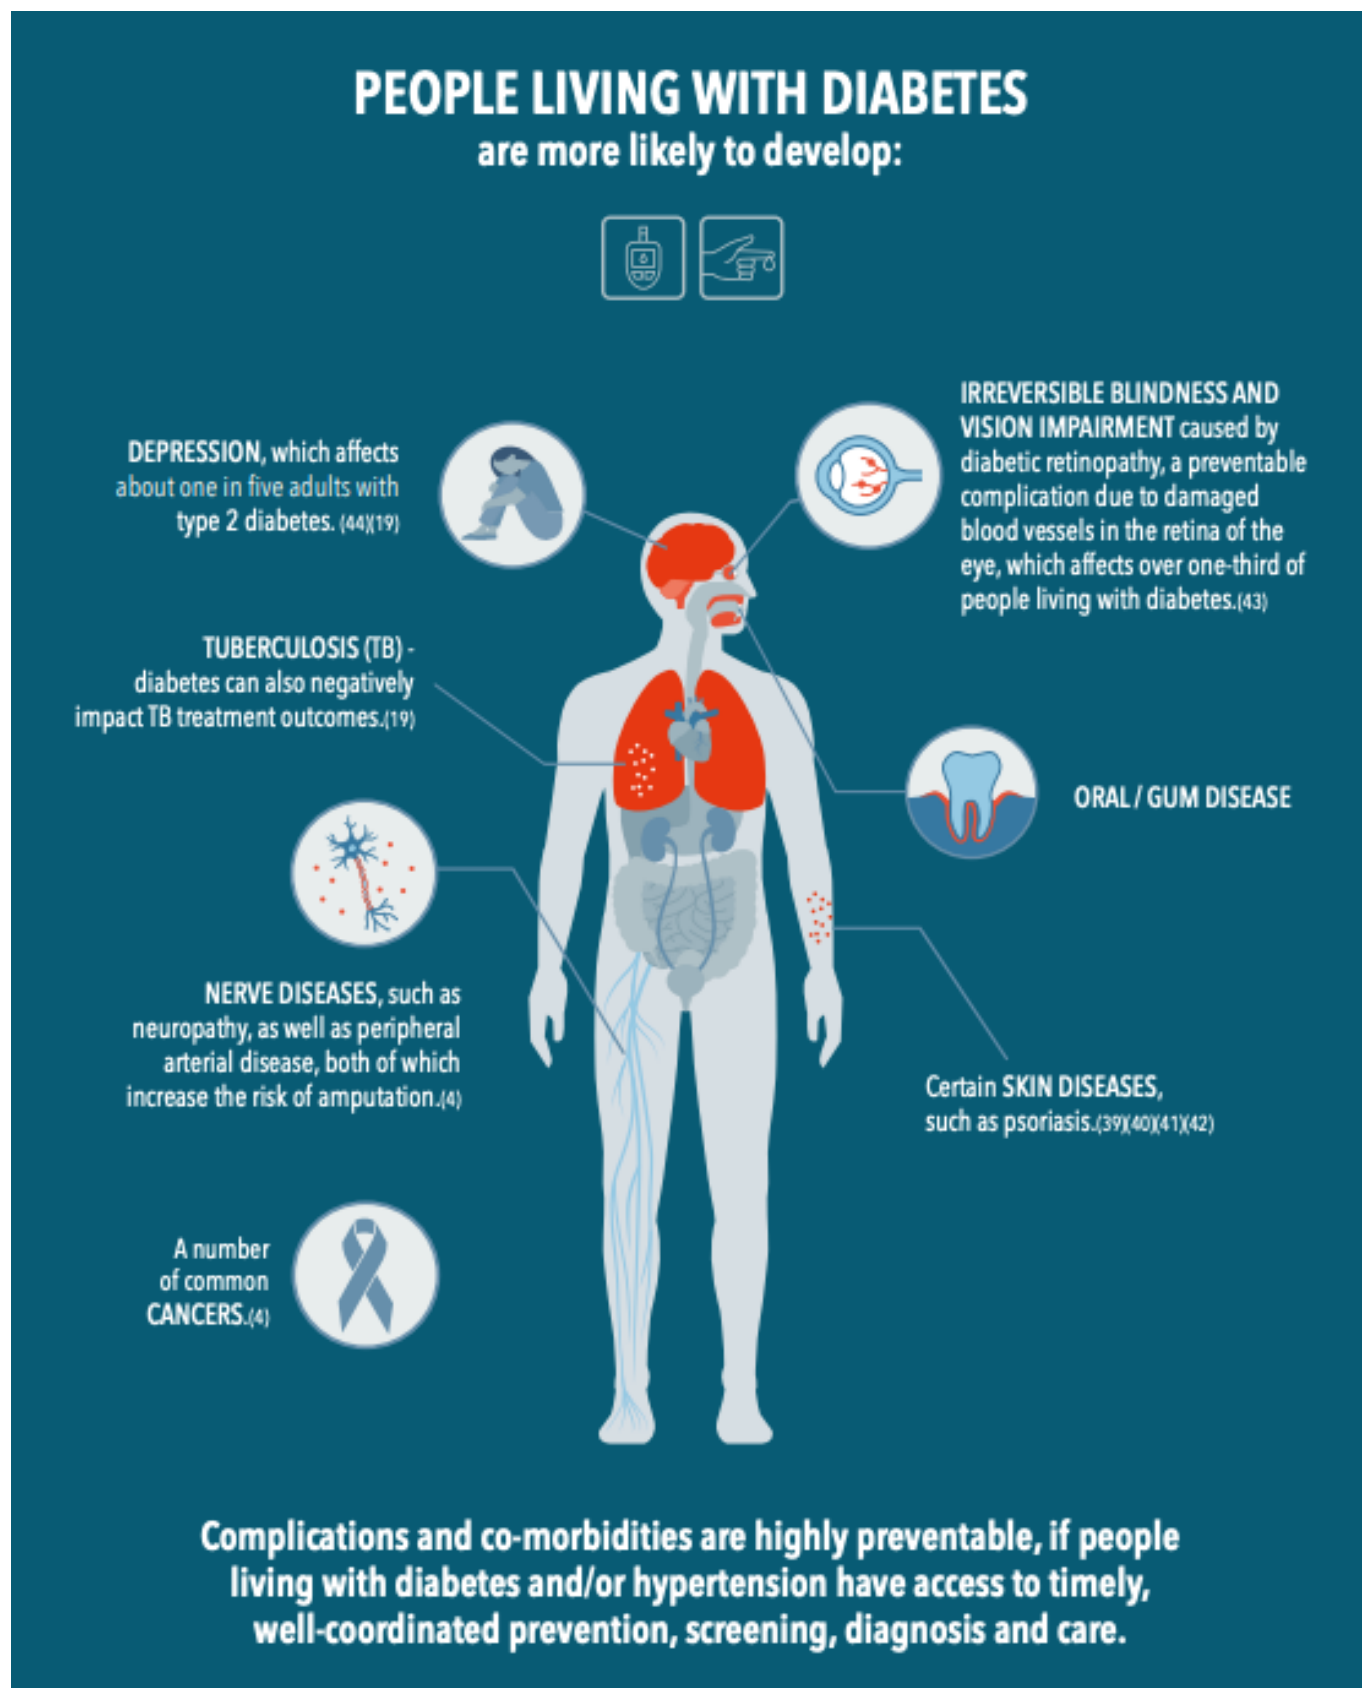 PEOPLE LIVING WITH DIABETES
are more likely to develop:
DEPRESSION, which affects
about one in five adults with
type 2 diabetes. (44)(19)
IRREVERSIBLE BLINDNESS AND
VISION IMPAIRMENT caused by
diabetic retinopathy, a preventable
complication due to damaged
blood vessels in the retina of the
eye, which affects over one-third of
people living with diabetes.(43)
TUBERCULOSIS (TB) -
diabetes can also negatively
impact TB treatment outcomes.(19)
ORAL / GUM DISEASE
NERVE DISEASES, such as
neuropathy, as well as peripheral
arterial disease, both of which
increase the risk of amputation.(4)
Certain SKIN DISEASES,
such as psoriasis.(39)(40)(41)(42)
A number
of common
CANCERS.(4)
Complications and co-morbidities are highly preventable, if people
living with diabetes and/or hypertension have access to timely,
well-coordinated prevention, screening, diagnosis and care.